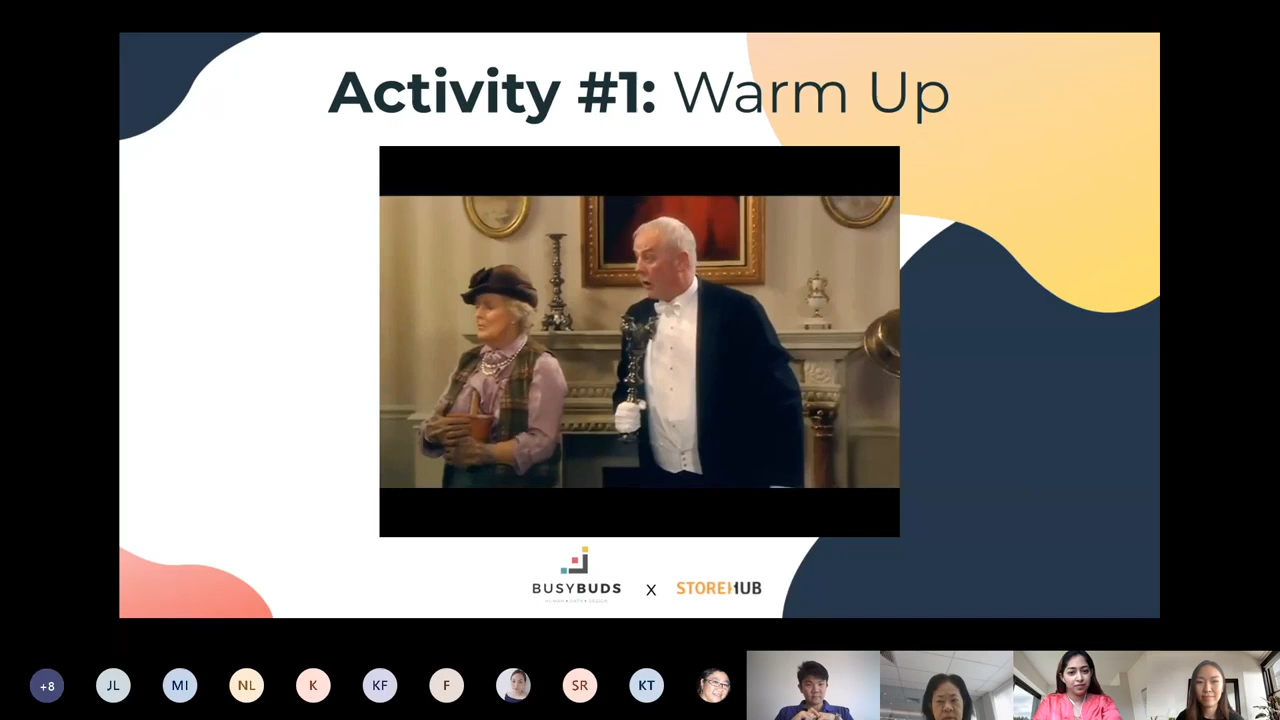 Activity #1: Warm Up
BUSYBUDS
x
STOREHUB
+8
JL
MI
NL
K
KF
F
SR
KT